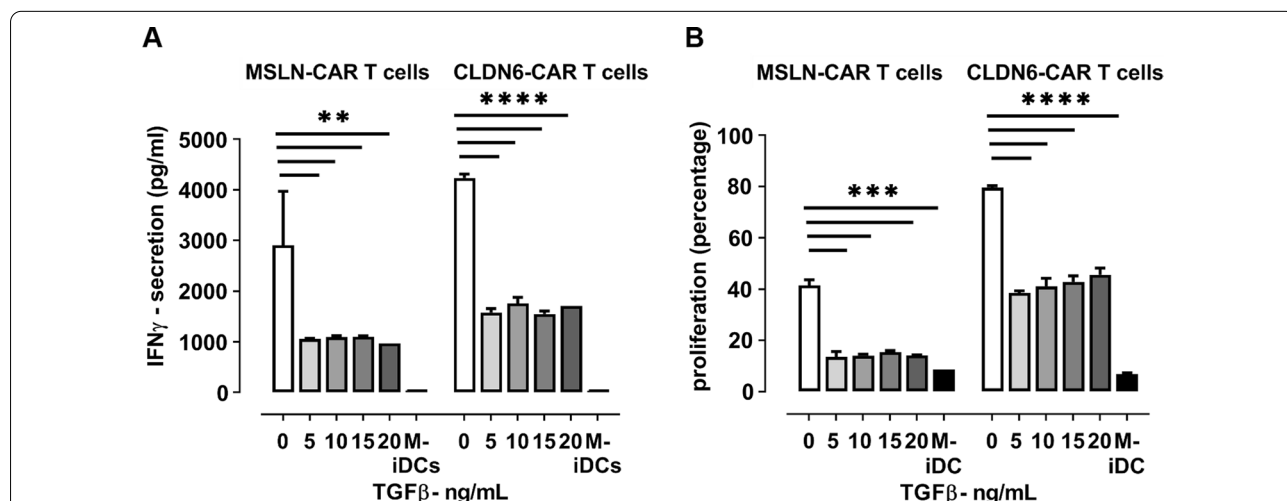 A
MSLN-CAR T cells
CLDN6-CAR T cells
**
****
IFNγ - secretion (pg/ml)
5000
4000
3000
2000
1000
0
0 5 10 15 20 M-
iDCs
0 5 10 15 20 M-
iDCs
TGFβ- ng/mL
B
MSLN-CAR T cells
CLDN6-CAR T cells
***
****
proliferation (percentage)
100
80
60
40
20
0
0 5 10 15 20 M-
iDC
0 5 10 15 20 M-
iDC
TGFβ- ng/mL